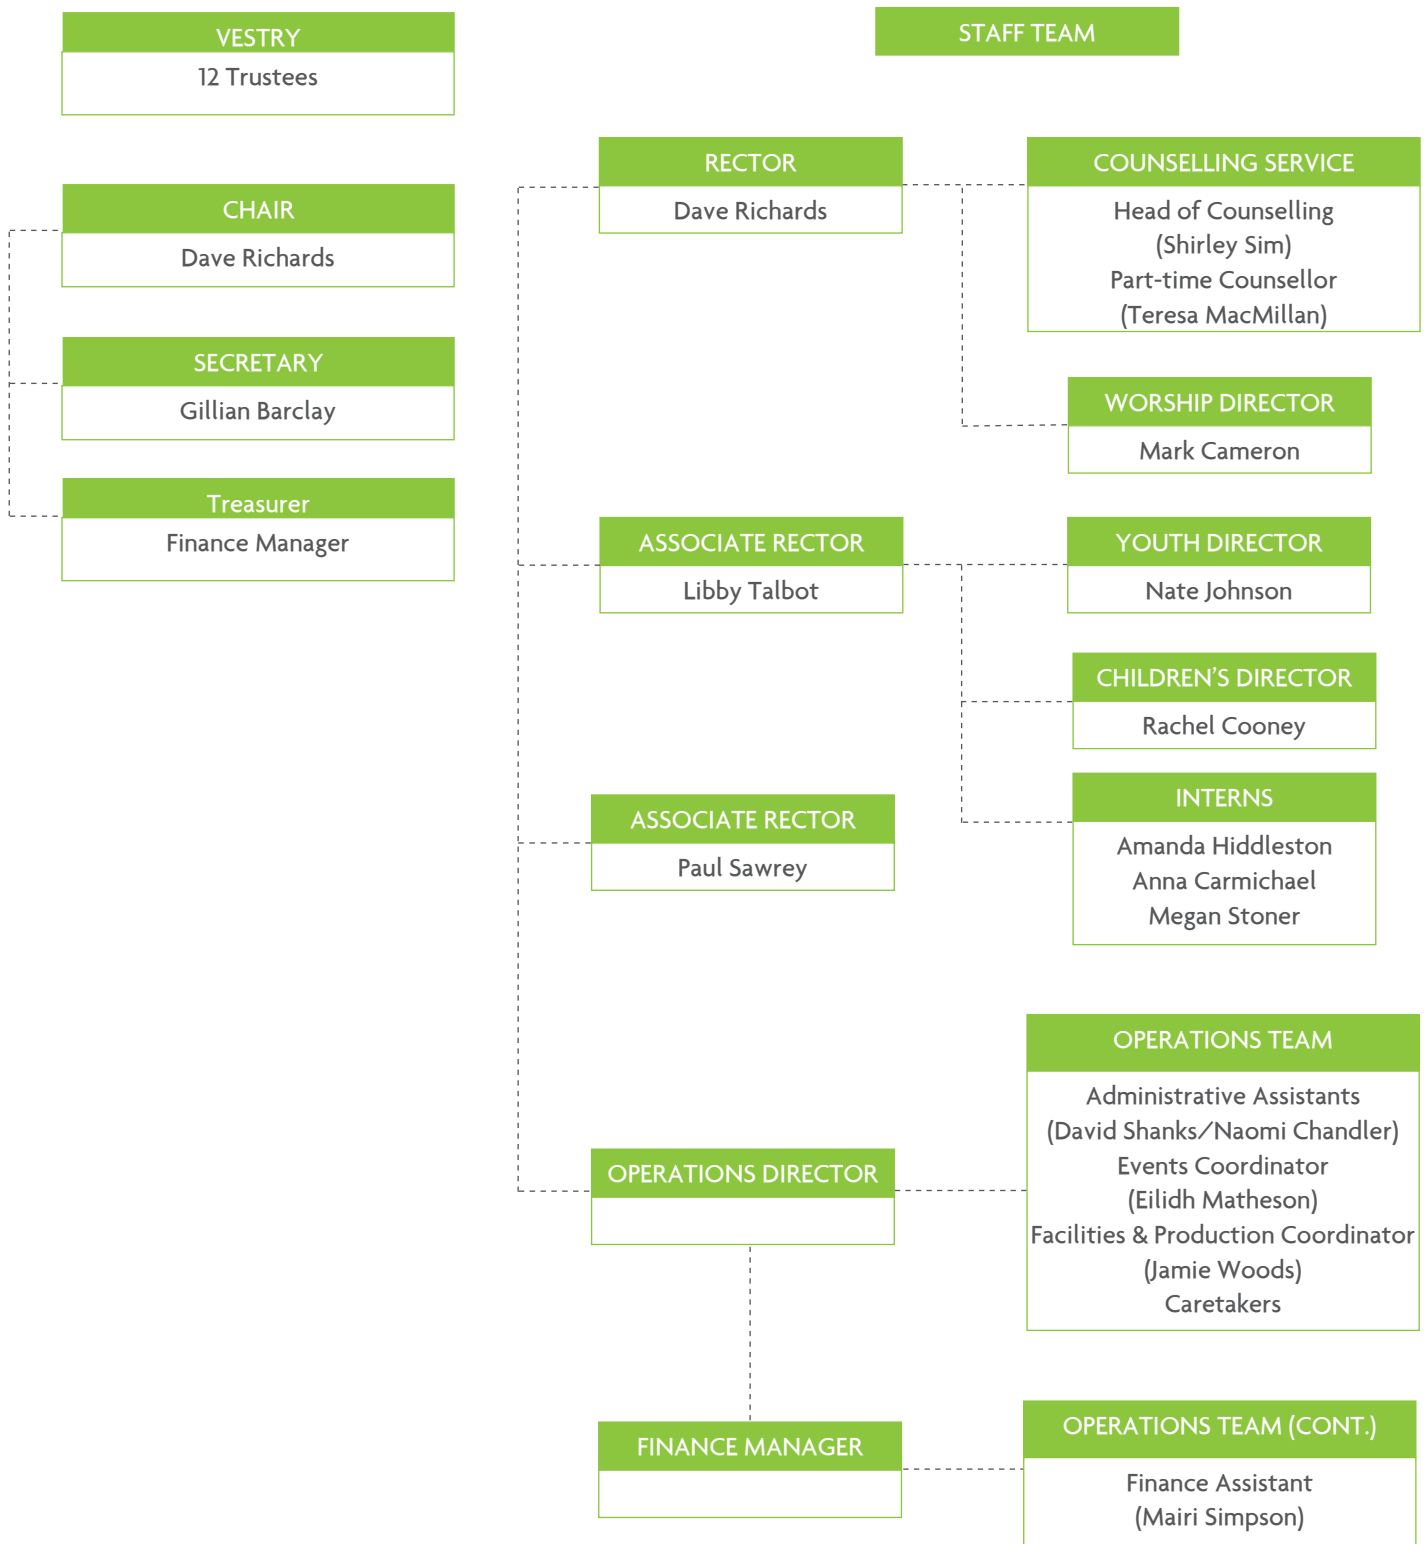 VESTRY
12 Trustees
CHAIR
Dave Richards
SECRETARY
Gillian Barclay
Treasurer
Finance Manager
STAFF TEAM
RECTOR
Dave Richards
COUNSELLING SERVICE
Head of Counselling
(Shirley Sim)
Part-time Counsellor
(Teresa MacMillan)
WORSHIP DIRECTOR
Mark Cameron
ASSOCIATE RECTOR
Libby Talbot
YOUTH DIRECTOR
Nate Johnson
CHILDREN’S DIRECTOR
Rachel Cooney
INTERNS
Amanda Hiddleston
Anna Carmichael
Megan Stoner
ASSOCIATE RECTOR
Paul Sawrey
OPERATIONS DIRECTOR
OPERATIONS TEAM
Administrative Assistants
(David Shanks/Naomi Chandler)
Events Coordinator
(Eilidh Matheson)
Facilities & Production Coordinator
(Jamie Woods)
Caretakers
FINANCE MANAGER
OPERATIONS TEAM (CONT.)
Finance Assistant
(Mairi Simpson)